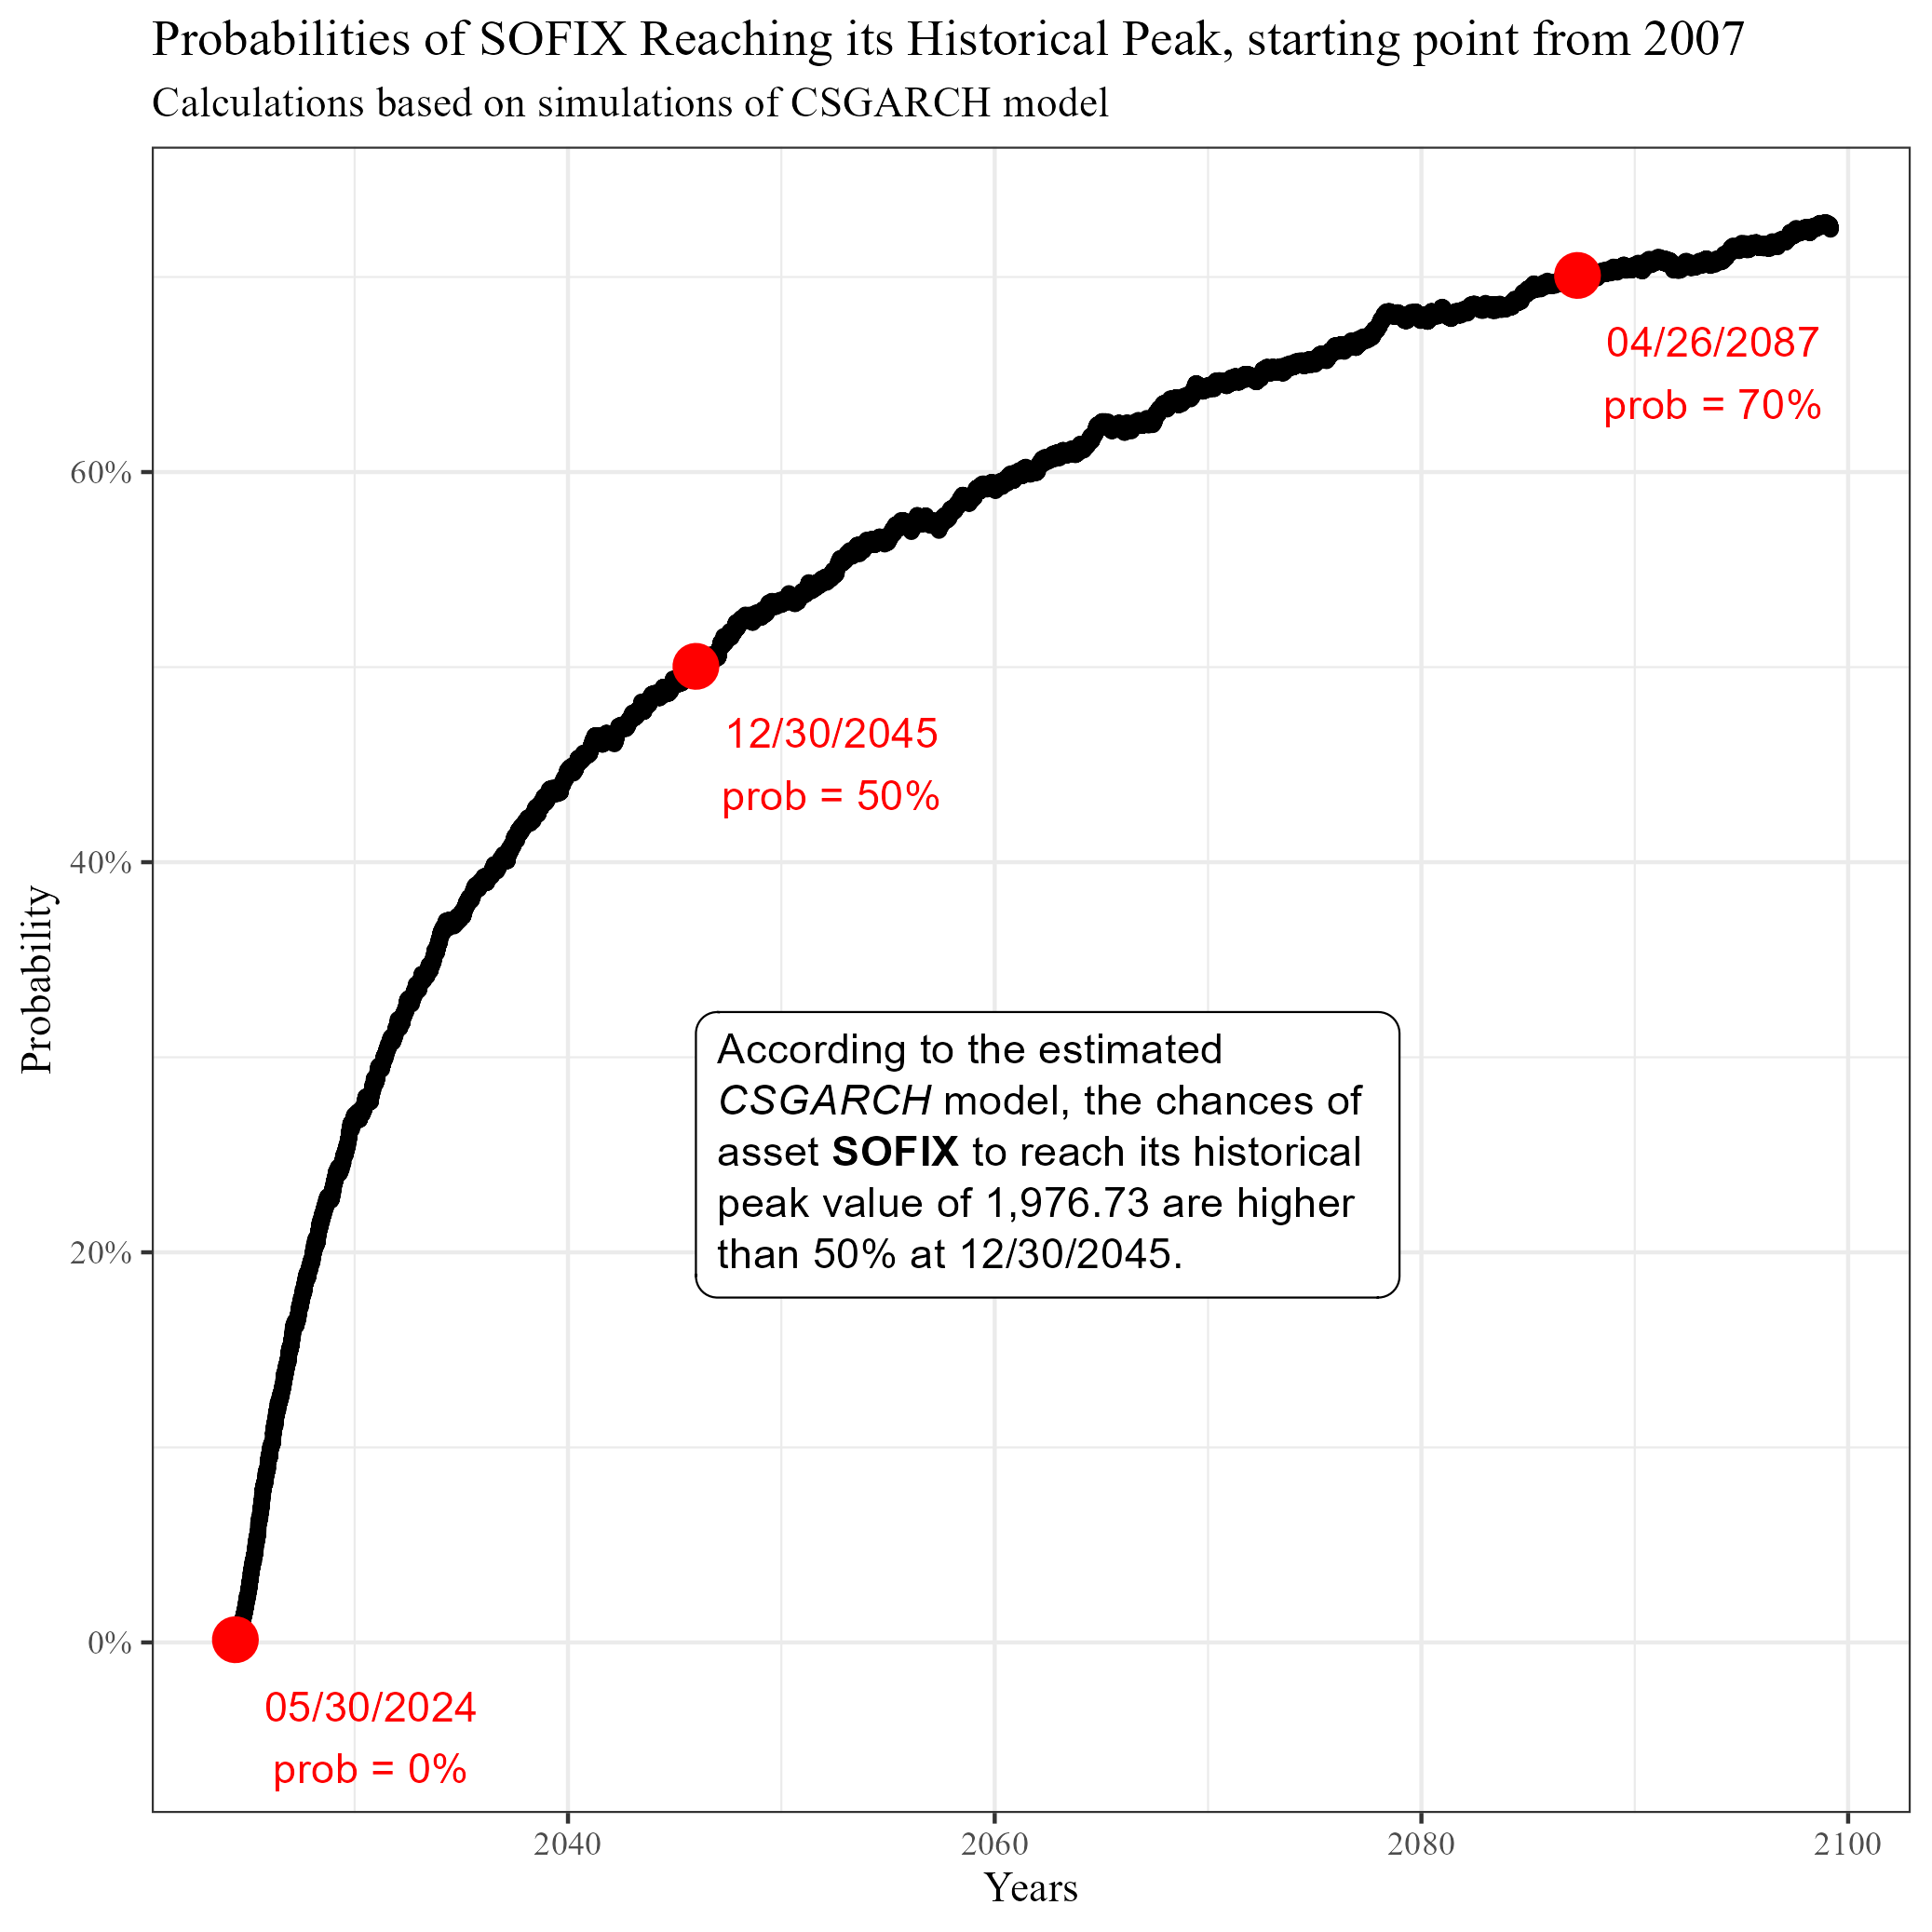 Probabilities of SOFIX Reaching its Historical Peak, starting point from 2007
Calculations based on simulations of CSGARCH model
Probability
60%
40%
20%
0%
04/26/2087
prob = 70%
12/30/2045
prob = 50%
According to the estimated
CSGARCH model, the chances of
asset SOFIX to reach its historical
peak value of 1,976.73 are higher
than 50% at 12/30/2045.
05/30/2024
prob = 0%
2040
2060
2080
2100
Years